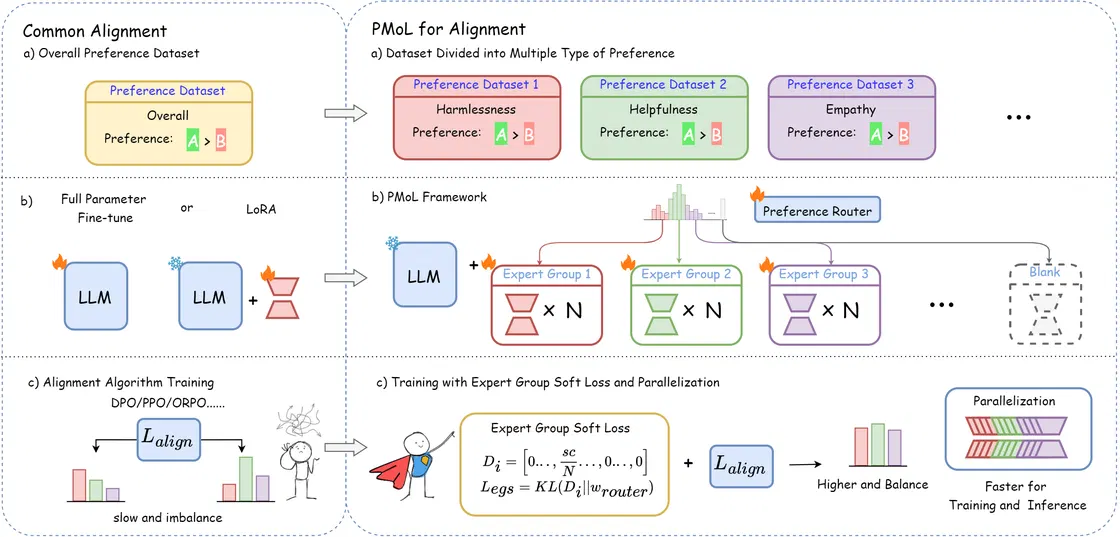 Common Alignment
a) Overall Preference Dataset
Preference Dataset
Overall
Preference: A > B
b) Full Parameter
Fine-tune
or
LoRA
LLM
LLM
+
c) Alignment Algorithm Training
DPO/PPO/ORPO......
L_align
slow and imbalance
PMoL for Alignment
a) Dataset Divided into Multiple Type of Preference
Preference Dataset 1
Harmlessness
Preference: A > B
Preference Dataset 2
Helpfulness
Preference: A > B
Preference Dataset 3
Empathy
Preference: A > B
...
b) PMoL Framework
...
Preference Router
LLM
+
Expert Group 1
× N
Expert Group 2
× N
Expert Group 3
× N
...
Blank
c) Training with Expert Group Soft Loss and Parallelization
Expert Group Soft Loss
D_i = [0..., sc/N ..., 0..., 0]
Legs = KL(D_i||w_router)
+
L_align
Higher and Balance
Parallelization
Faster for
Training and Inference